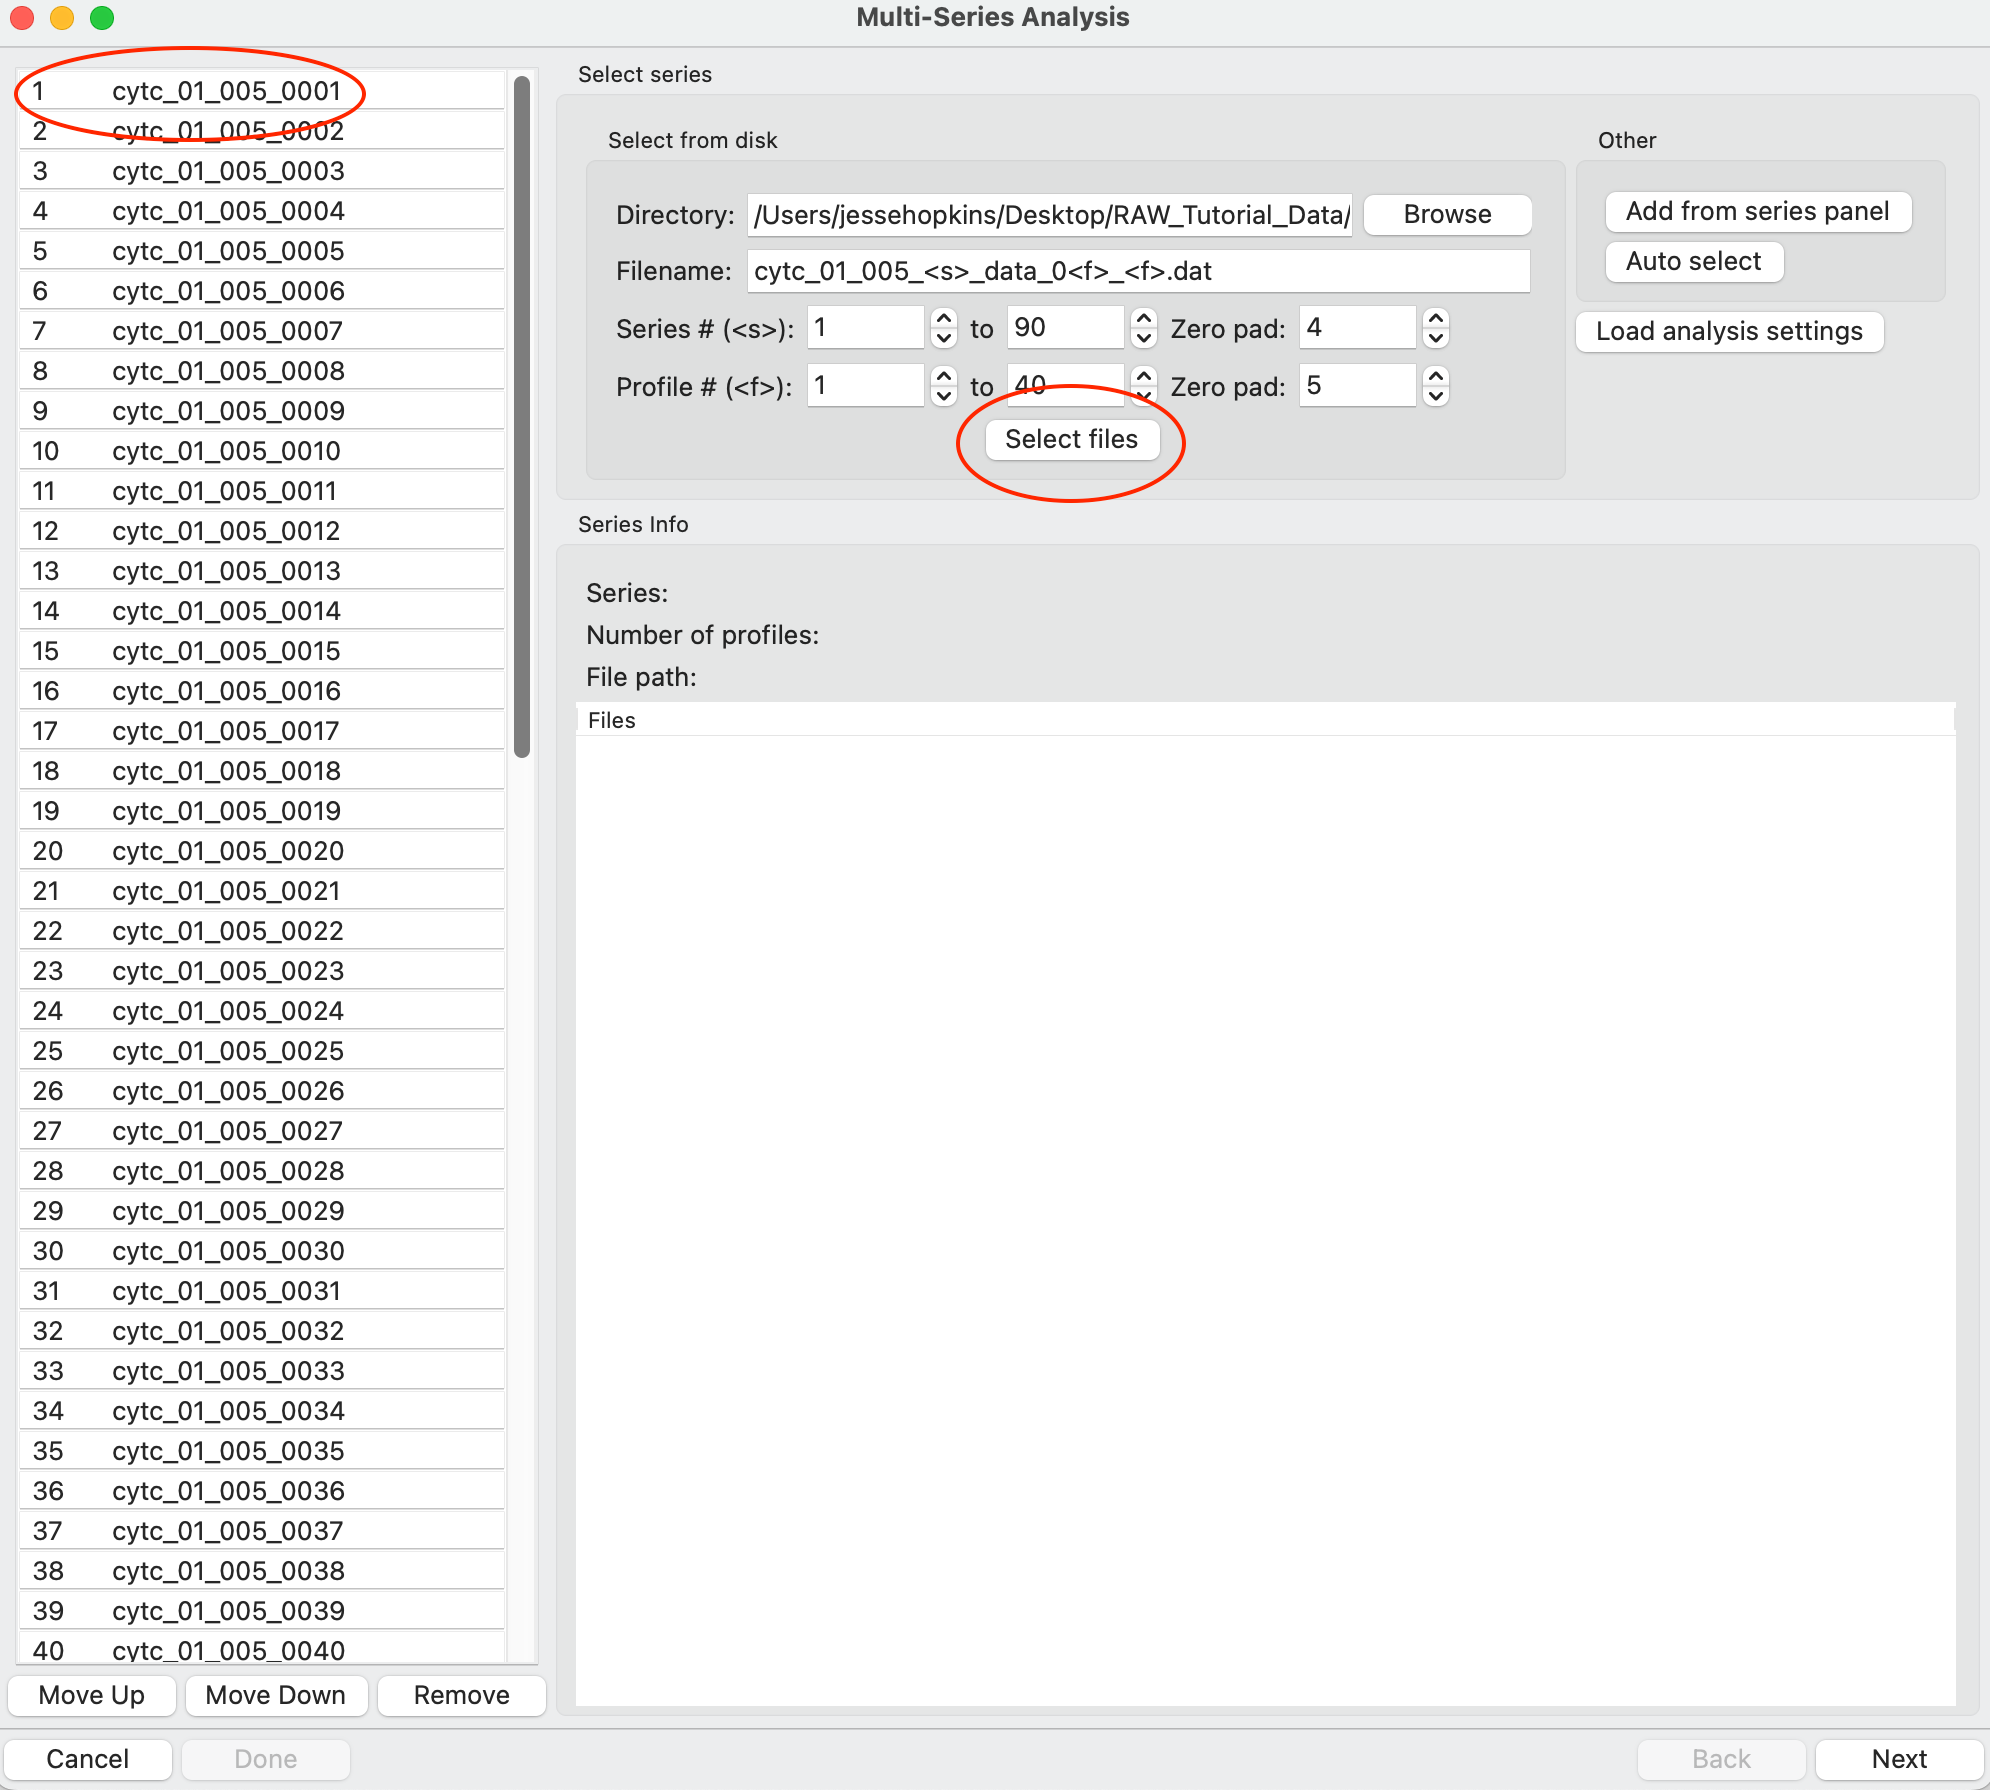 Multi-Series Analysis
1 cytc_01_005_0001
2 cytc_01_005_0002
3 cytc_01_005_0003
4 cytc_01_005_0004
5 cytc_01_005_0005
6 cytc_01_005_0006
7 cytc_01_005_0007
8 cytc_01_005_0008
9 cytc_01_005_0009
10 cytc_01_005_0010
11 cytc_01_005_0011
12 cytc_01_005_0012
13 cytc_01_005_0013
14 cytc_01_005_0014
15 cytc_01_005_0015
16 cytc_01_005_0016
17 cytc_01_005_0017
18 cytc_01_005_0018
19 cytc_01_005_0019
20 cytc_01_005_0020
21 cytc_01_005_0021
22 cytc_01_005_0022
23 cytc_01_005_0023
24 cytc_01_005_0024
25 cytc_01_005_0025
26 cytc_01_005_0026
27 cytc_01_005_0027
28 cytc_01_005_0028
29 cytc_01_005_0029
30 cytc_01_005_0030
31 cytc_01_005_0031
32 cytc_01_005_0032
33 cytc_01_005_0033
34 cytc_01_005_0034
35 cytc_01_005_0035
36 cytc_01_005_0036
37 cytc_01_005_0037
38 cytc_01_005_0038
39 cytc_01_005_0039
40 cytc_01_005_0040
Move Up Move Down Remove
Select series
Select from disk
Directory: /Users/jessehopkins/Desktop/RAW_Tutorial_Data/ Browse
Filename: cytc_01_005_<s>_data_0<f>_<f>.dat
Series # (<s>): 1 to 90 Zero pad: 4
Profile # (<f>): 1 to 40 Zero pad: 5
Select files
Other
Add from series panel
Auto select
Load analysis settings
Series Info
Series:
Number of profiles:
File path:
Files
Cancel Done Back Next